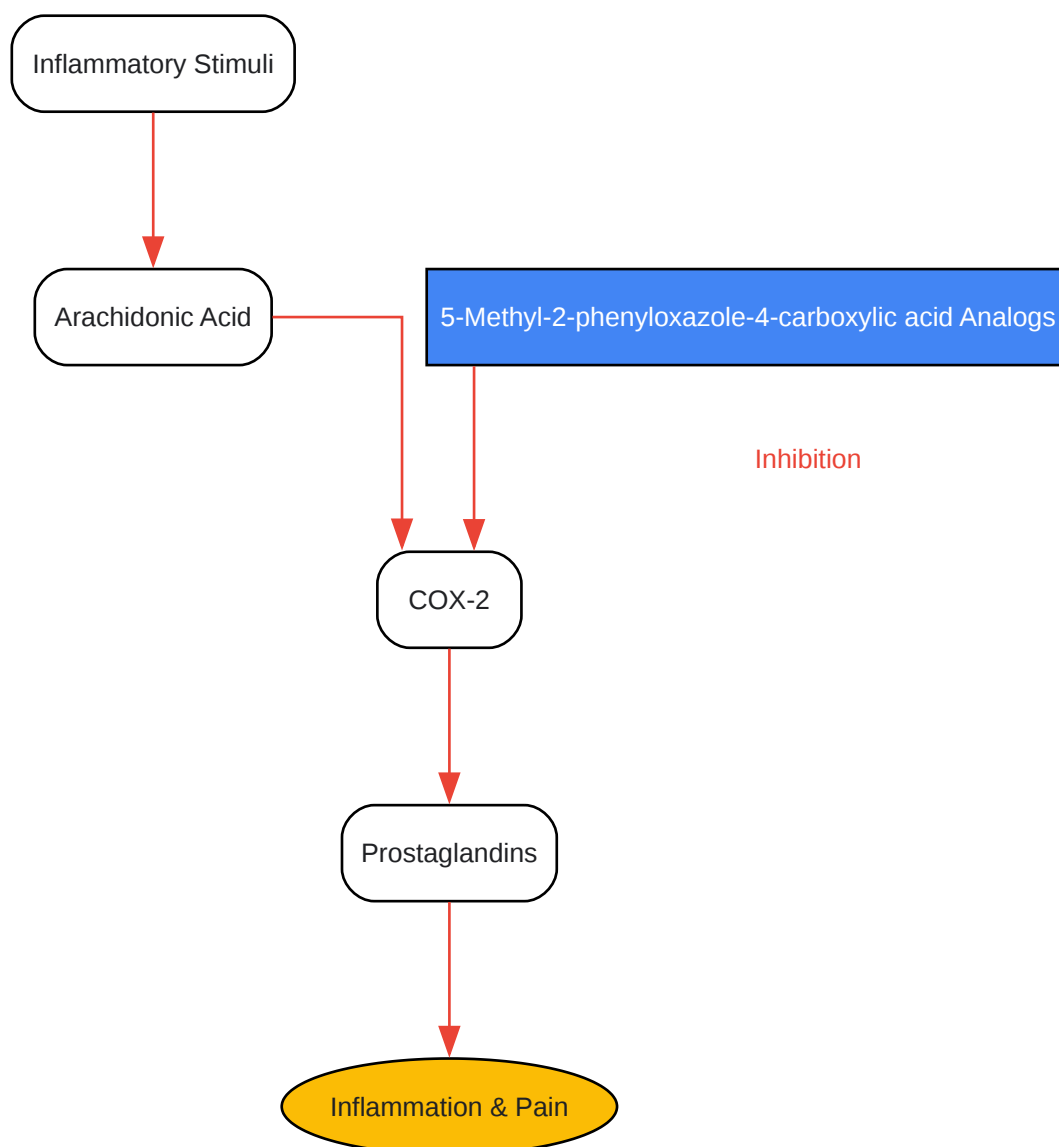 Inflammatory Stimuli
Arachidonic Acid
5-Methyl-2-phenyloxazole-4-carboxylic acid Analogs
Inhibition
COX-2
Prostaglandins
Inflammation & Pain